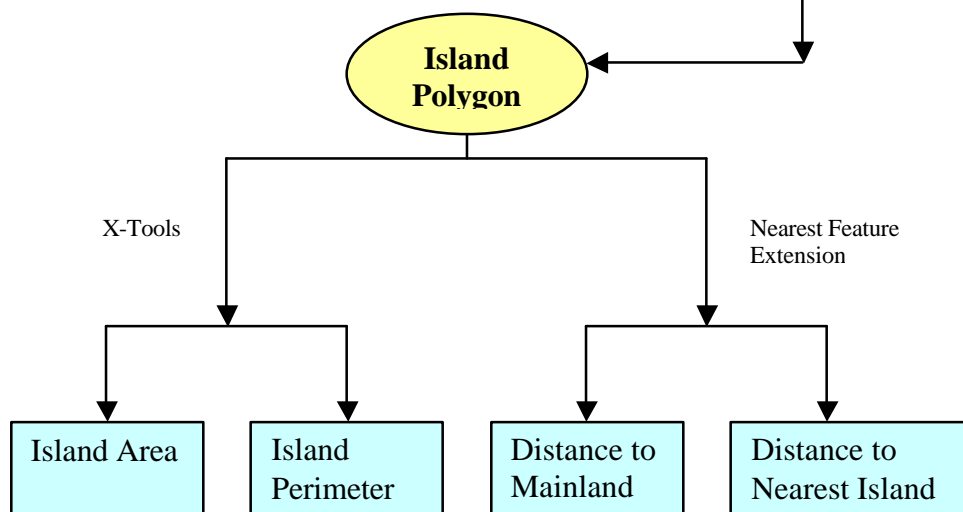 Island
Polygon
X-Tools
Nearest Feature
Extension
Island Area
Island
Perimeter
Distance to
Mainland
Distance to
Nearest Island